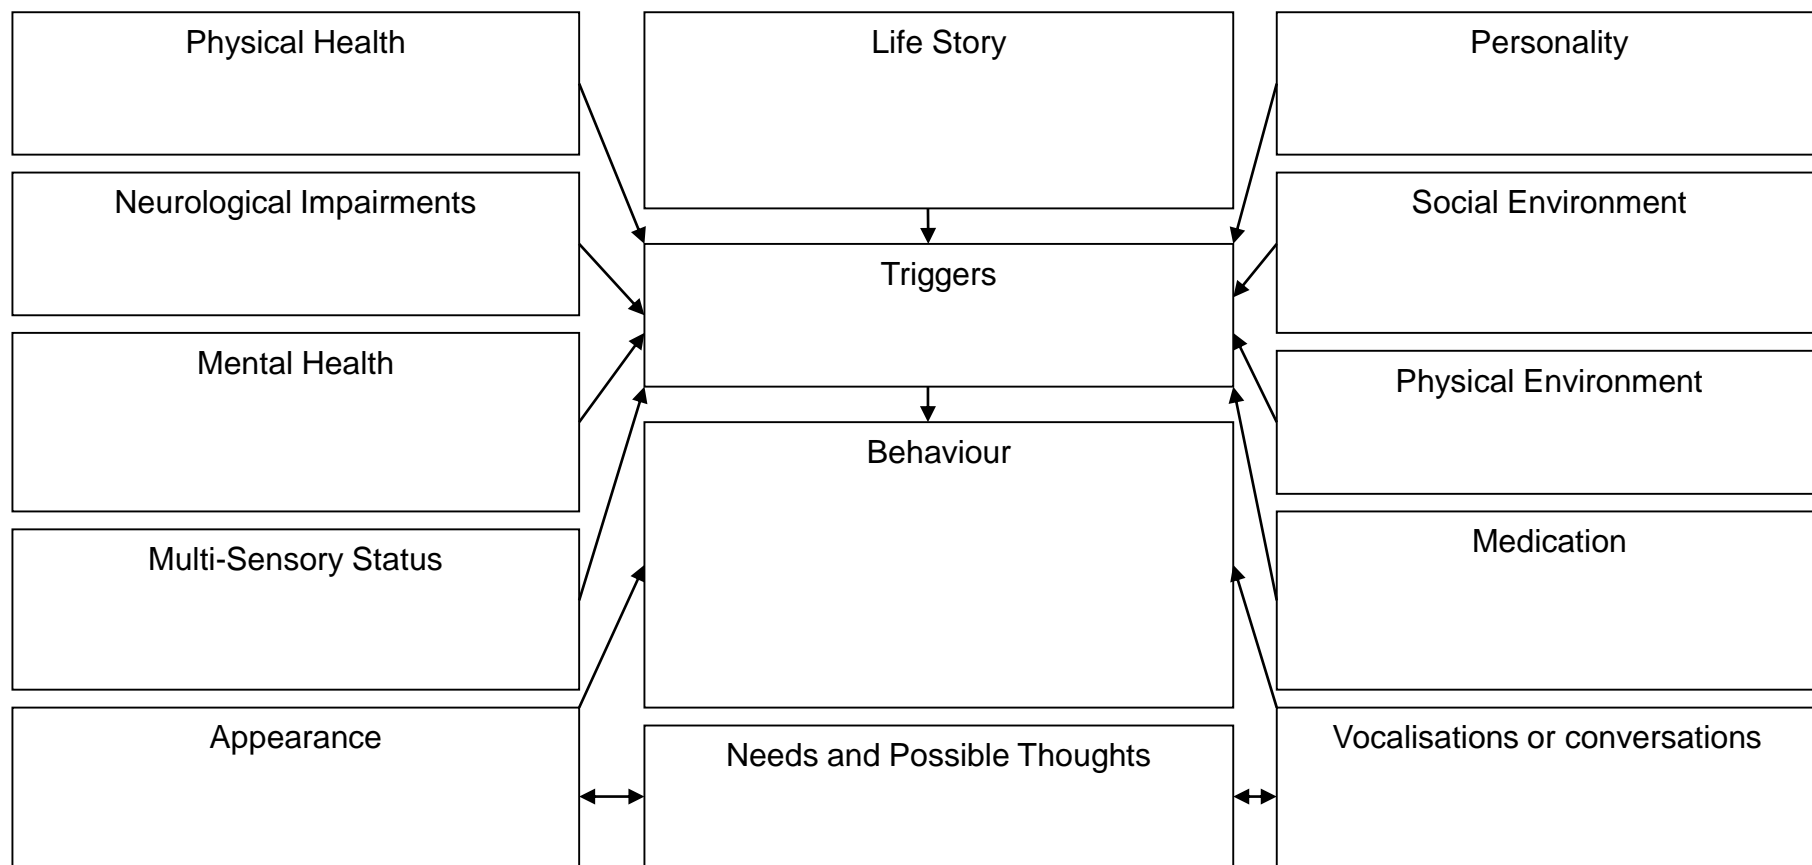 Physical Health
Life Story
Personality
Neurological Impairments
Social Environment
Triggers
Mental Health
Physical Environment
Behaviour
Multi-Sensory Status
Medication
Appearance
Needs and Possible Thoughts
Vocalisations or conversations